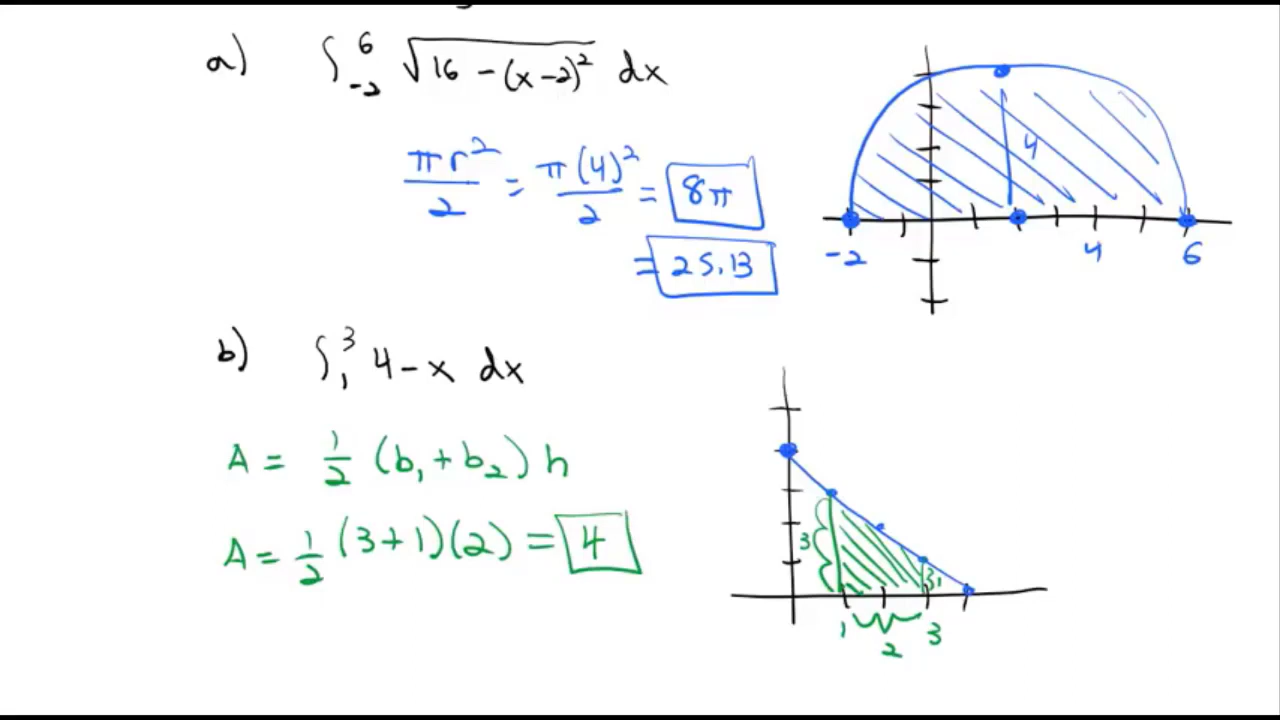 a) ∫₋₂⁶ √(16 - (x-2)²) dx
πr²/2 = π(4)²/2 = 8π
= 25.13
4
-2 4 6
b) ∫₁³ 4-x dx
A = 1/2 (b₁ + b₂) h
A = 1/2 (3+1)(2) = 4
3 1
1 2 3